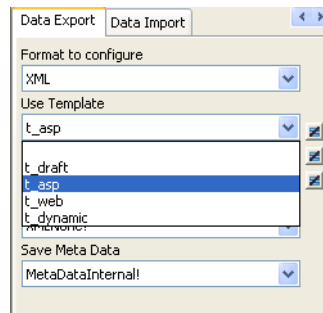 Data Export
Data Import
Format to configure
XML
Use Template
t_asp
t_draft
t_asp
t_web
t_dynamic
Save Meta Data
MetaDataInternal!